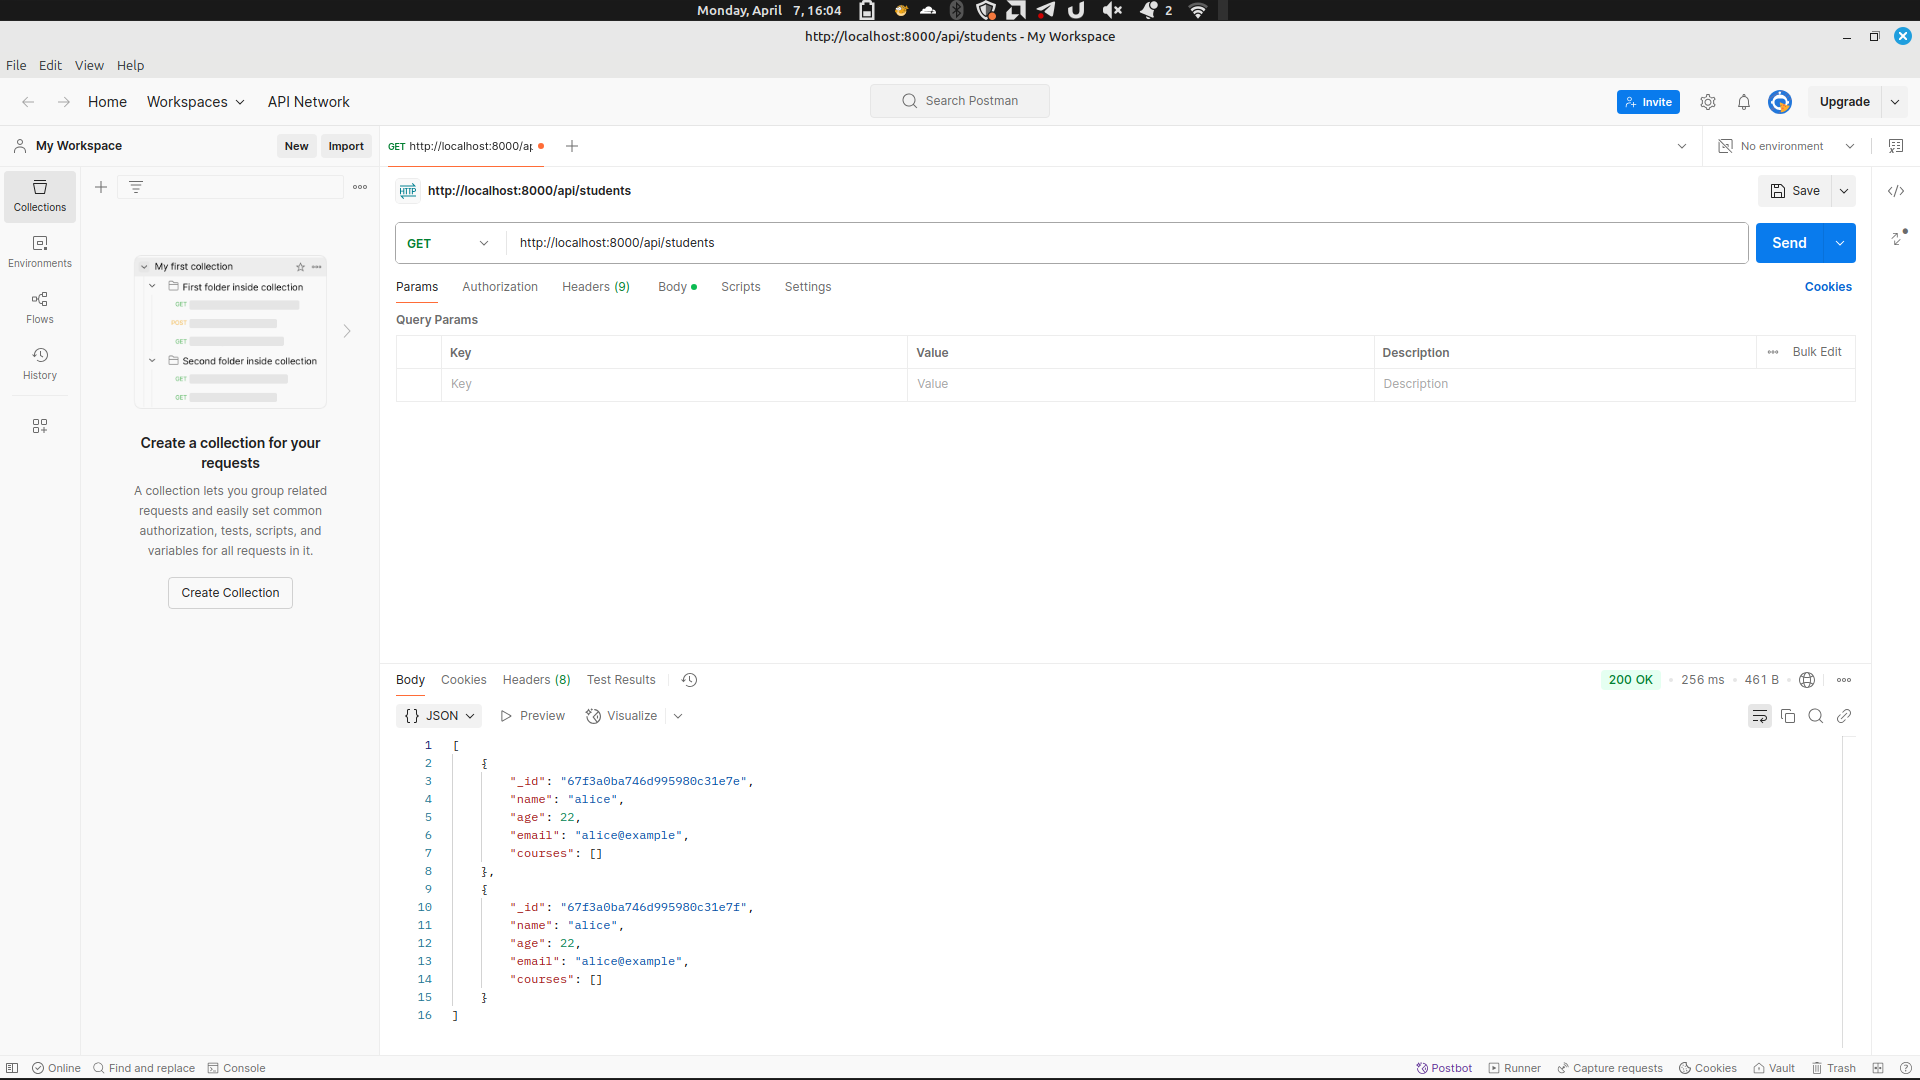 Monday, April 7, 16:04 2
http://localhost:8000/api/students - My Workspace
File Edit View Help
Home Workspaces API Network Search Postman Invite Upgrade
My Workspace New Import GET http://localhost:8000/ap No environment
Collections
Environments
Flows
History
My first collection
First folder inside collection
GET
POST
GET
Second folder inside collection
GET
GET
Create a collection for your
requests
A collection lets you group related
requests and easily set common
authorization, tests, scripts, and
variables for all requests in it.
Create Collection
HTTP http://localhost:8000/api/students Save
GET http://localhost:8000/api/students Send
Params Authorization Headers (9) Body Scripts Settings Cookies
Query Params
Key Value Description Bulk Edit
Key Value Description
Body Cookies Headers (8) Test Results 200 OK 256 ms 461 B
{} JSON Preview Visualize
1 [
2 {
3 "_id": "67f3a0ba746d995980c31e7e",
4 "name": "alice",
5 "age": 22,
6 "email": "alice@example",
7 "courses": []
8 },
9 {
10 "_id": "67f3a0ba746d995980c31e7f",
11 "name": "alice",
12 "age": 22,
13 "email": "alice@example",
14 "courses": []
15 }
16 ]
Online Find and replace Console Postbot Runner Capture requests Cookies Vault Trash